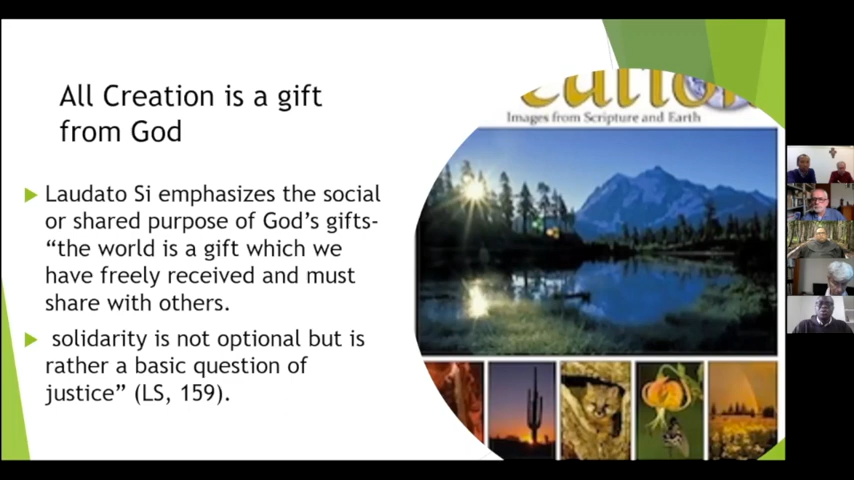 All Creation is a gift
from God
Laudato Si emphasizes the social
or shared purpose of God’s gifts-
“the world is a gift which we
have freely received and must
share with others.
solidarity is not optional but is
rather a basic question of
justice” (LS, 159).
Images from Scripture and Earth